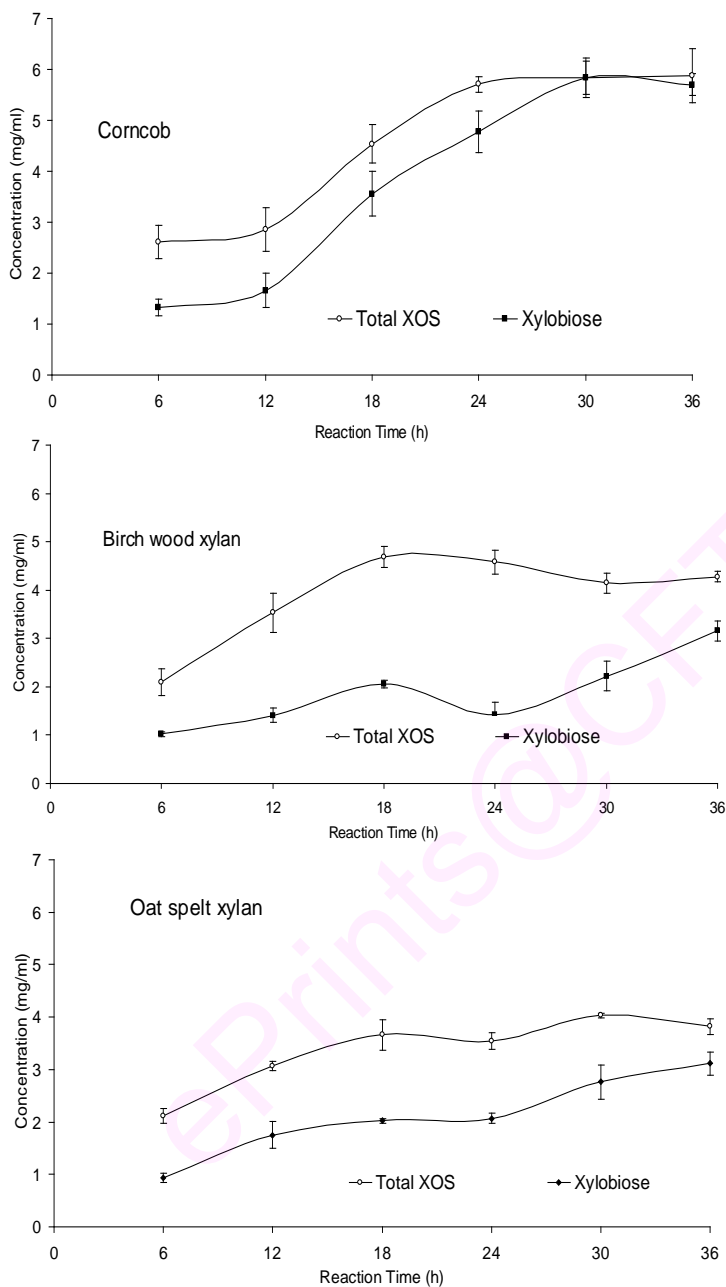 7
6
5
4
3
2
1
0
Concentration (mg/ml)
Corncob
Total XOS Xylobiose
0 6 12 18 24 30 36
Reaction Time (h)
7
6
5
4
3
2
1
0
Concentration (mg/ml)
Birch wood xylan
Total XOS Xylobiose
0 6 12 18 24 30 36
Reaction Time (h)
7
6
5
4
3
2
1
0
Concentration (mg/ml)
Oat spelt xylan
Total XOS Xylobiose
0 6 12 18 24 30 36
Reaction Time (h)